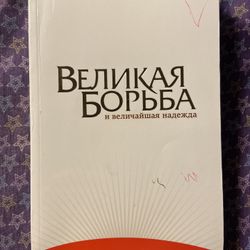 ВЕЛИКАЯ
БОРЬБА
и величайшая надежда